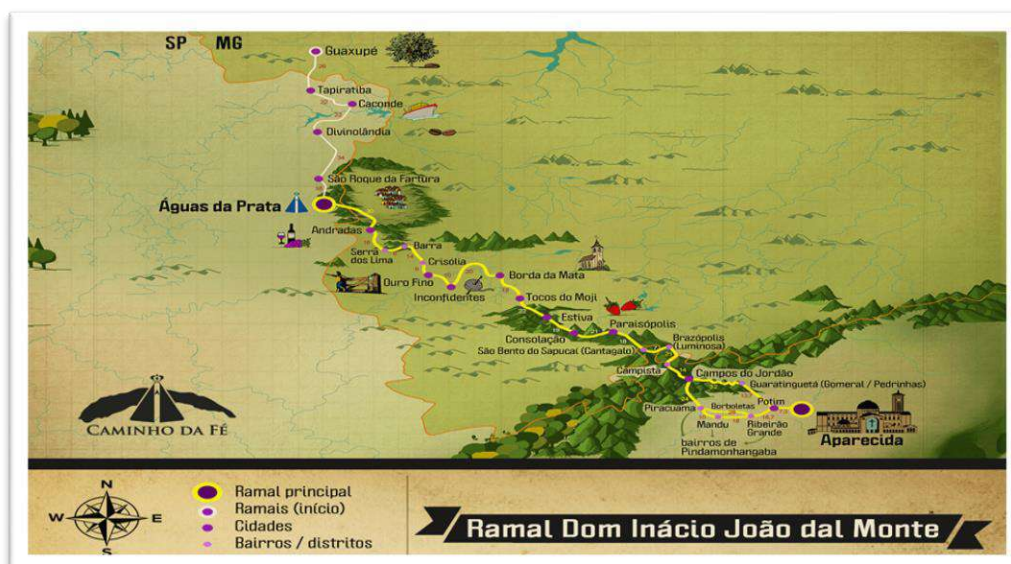 SP MG
Guaxupé
Tapiratiba
Caconde
Divinolândia
São Roque da Fartura
Águas da Prata
Andradas
Serra
dos Lima
Barra
Crisólia
Ouro Fino
Inconfidentes
Borda da Mata
Tocos do Moji
Estiva
Consolação
Paraisópolis
São Bento do Sapucaí (Cantagalo)
Brazópolis
(Luminosa)
Campista
Campos do Jordão
Guaratinguetá (Gomeral / Pedrinhas)
Piracuama
Borboletas
Potim
Mandu
Ribeirão
Grande
bairros de
Pindamonhangaba
Aparecida
CAMINHO DA FÉ
N
W E
S
Ramal principal
Ramais (início)
Cidades
Bairros / distritos
Ramal Dom Inácio João dal Monte